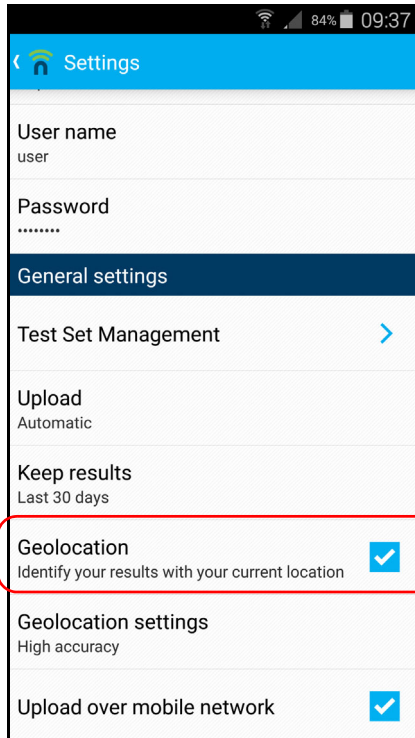 84% 09:37
Settings
User name
user
Password
••••••••
General settings
Test Set Management
Upload
Automatic
Keep results
Last 30 days
Geolocation
Identify your results with your current location
Geolocation settings
High accuracy
Upload over mobile network